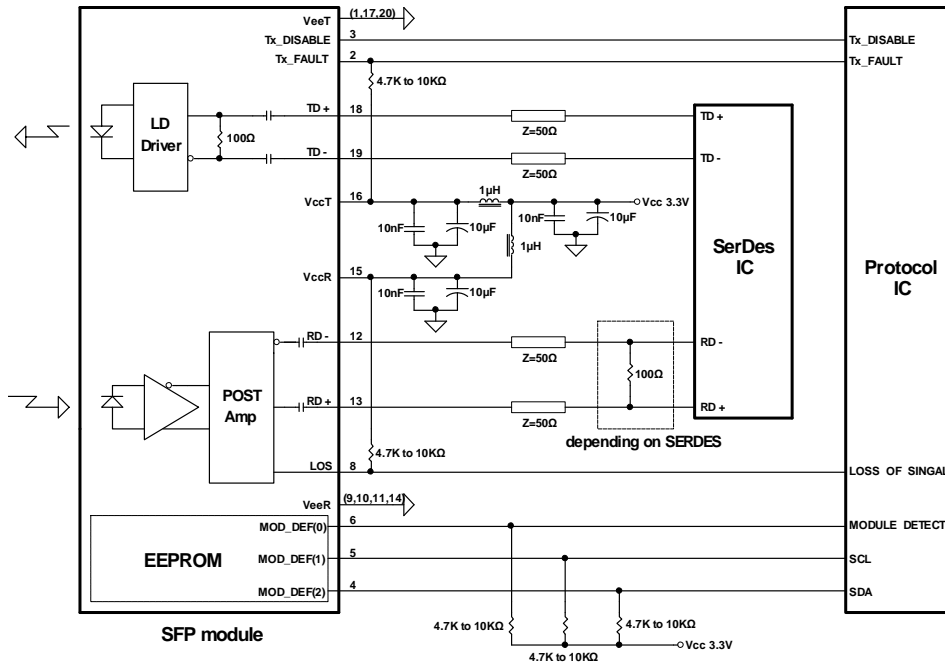 VeeT (1,17,20)
Tx_DISABLE 3 Tx_DISABLE
Tx_FAULT 2 Tx_FAULT
4.7K to 10KΩ
LD
Driver
100Ω
TD + 18 Z=50Ω TD +
TD - 19 Z=50Ω TD -
VccT 16 1µH Vcc 3.3V
10nF 10µF 10nF 10µF
1µH
VccR 15
10nF 10µF
SerDes
IC
Protocol
IC
RD - 12 Z=50Ω RD -
100Ω
POST
Amp
RD + 13 Z=50Ω RD +
depending on SERDES
4.7K to 10KΩ
LOS 8 LOSS OF SINGAL
VeeR (9,10,11,14)
EEPROM
MOD_DEF(0) 6 MODULE DETECT
MOD_DEF(1) 5 SCL
MOD_DEF(2) 4 SDA
4.7K to 10KΩ 4.7K to 10KΩ 4.7K to 10KΩ
Vcc 3.3V
SFP module